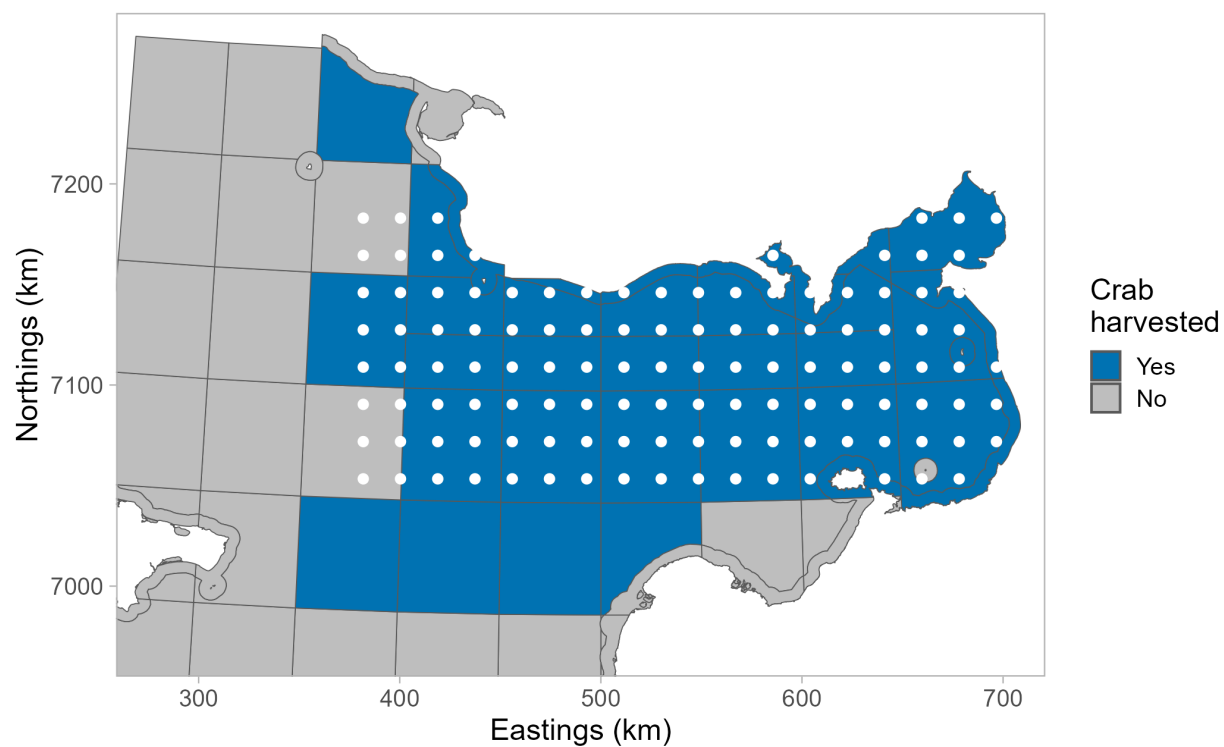 7200
7100
7000
Northings (km)
300
400
500
600
700
Eastings (km)
Crab
harvested
Yes
No